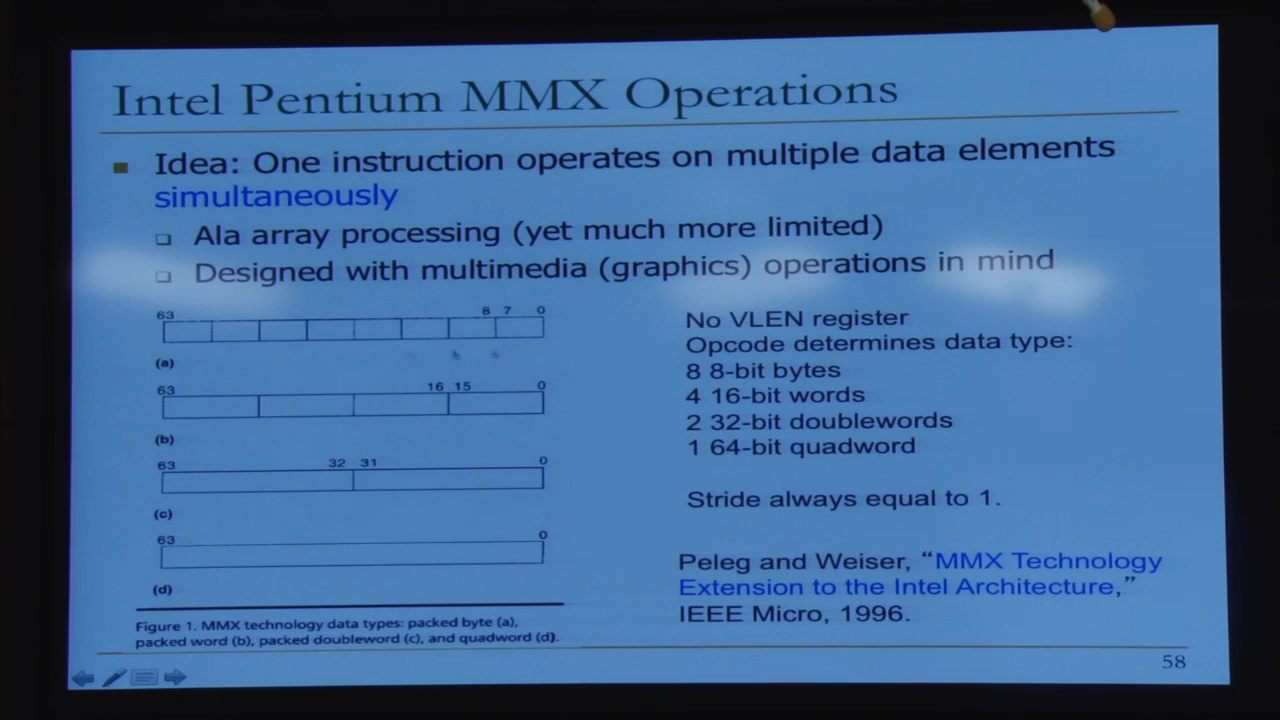 Intel Pentium MMX Operations
Idea: One instruction operates on multiple data elements
simultaneously
Ala array processing (yet much more limited)
Designed with multimedia (graphics) operations in mind
63 8 7 0
(a)
63 16 15 0
(b)
63 32 31 0
(c)
63 0
(d)
Figure 1. MMX technology data types: packed byte (a),
packed word (b), packed doubleword (c), and quadword (d).
No VLEN register
Opcode determines data type:
8 8-bit bytes
4 16-bit words
2 32-bit doublewords
1 64-bit quadword
Stride always equal to 1.
Peleg and Weiser, “MMX Technology
Extension to the Intel Architecture,”
IEEE Micro, 1996.
58